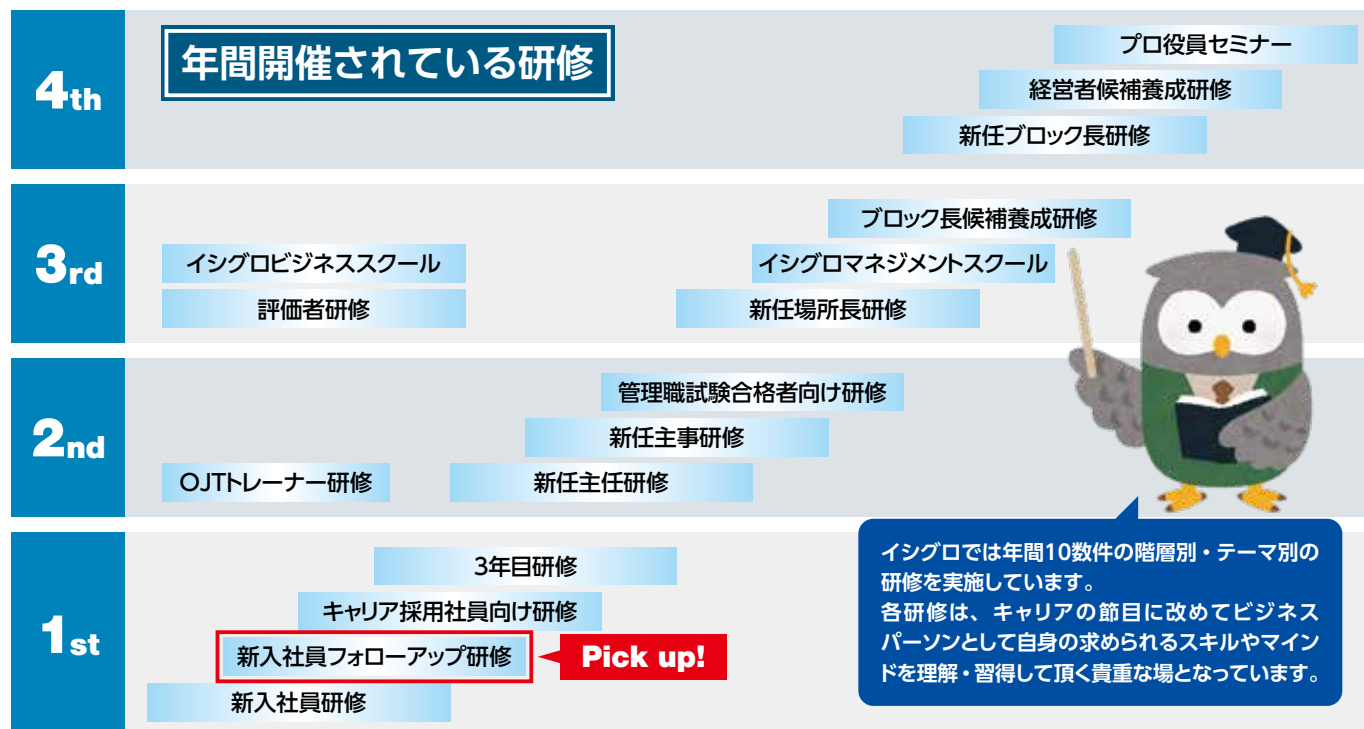 年間開催されている研修
4th
プロ役員セミナー
経営者候補養成研修
新任ブロック長研修
3rd
ブロック長候補養成研修
イシグロビジネススクール
イシグロマネジメントスクール
評価者研修
新任場所長研修
2nd
管理職試験合格者向け研修
新任主事研修
OJTトレーナー研修
新任主任研修
1st
3年目研修
キャリア採用社員向け研修
新入社員フォローアップ研修
Pick up!
新入社員研修
イシグロでは年間10数件の階層別・テーマ別の
研修を実施しています。
各研修は、キャリアの節目に改めてビジネス
パーソンとして自身の求められるスキルやマイン
ドを理解・習得して頂く貴重な場となっています。